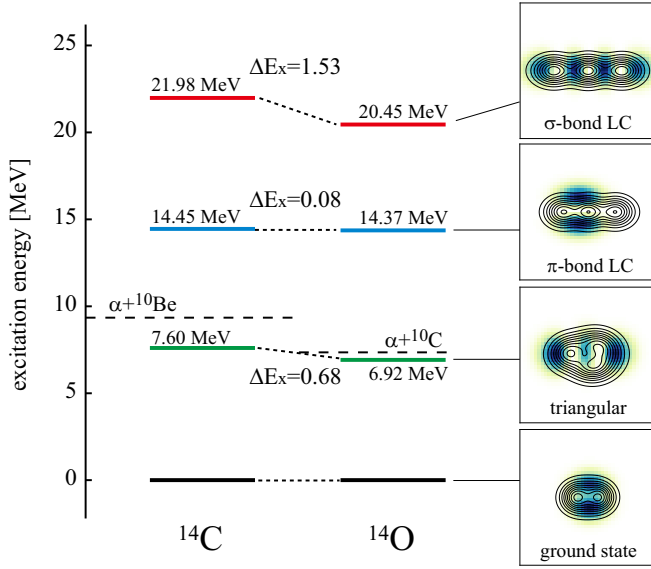 25
20
15
10
5
0
excitation energy [MeV]
ΔEx=1.53
21.98 MeV
20.45 MeV
σ-bond LC
ΔEx=0.08
14.45 MeV
14.37 MeV
π-bond LC
α+¹⁰Be
7.60 MeV
α+¹⁰C
ΔEx=0.68
6.92 MeV
triangular
¹⁴C
¹⁴O
ground state